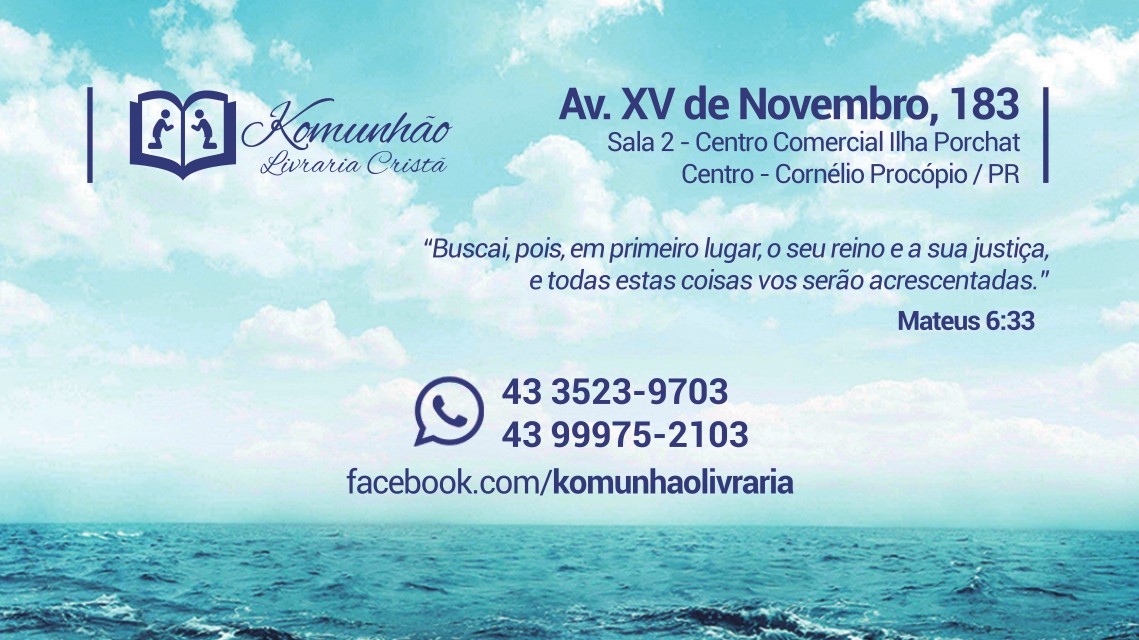 Komunhão
Livraria Cristã
Av. XV de Novembro, 183
Sala 2 - Centro Comercial Ilha Porchat
Centro - Cornélio Procópio / PR
“Buscai, pois, em primeiro lugar, o seu reino e a sua justiça,
e todas estas coisas vos serão acrescentadas.”
Mateus 6:33
43 3523-9703
43 99975-2103
facebook.com/komunhaolivraria